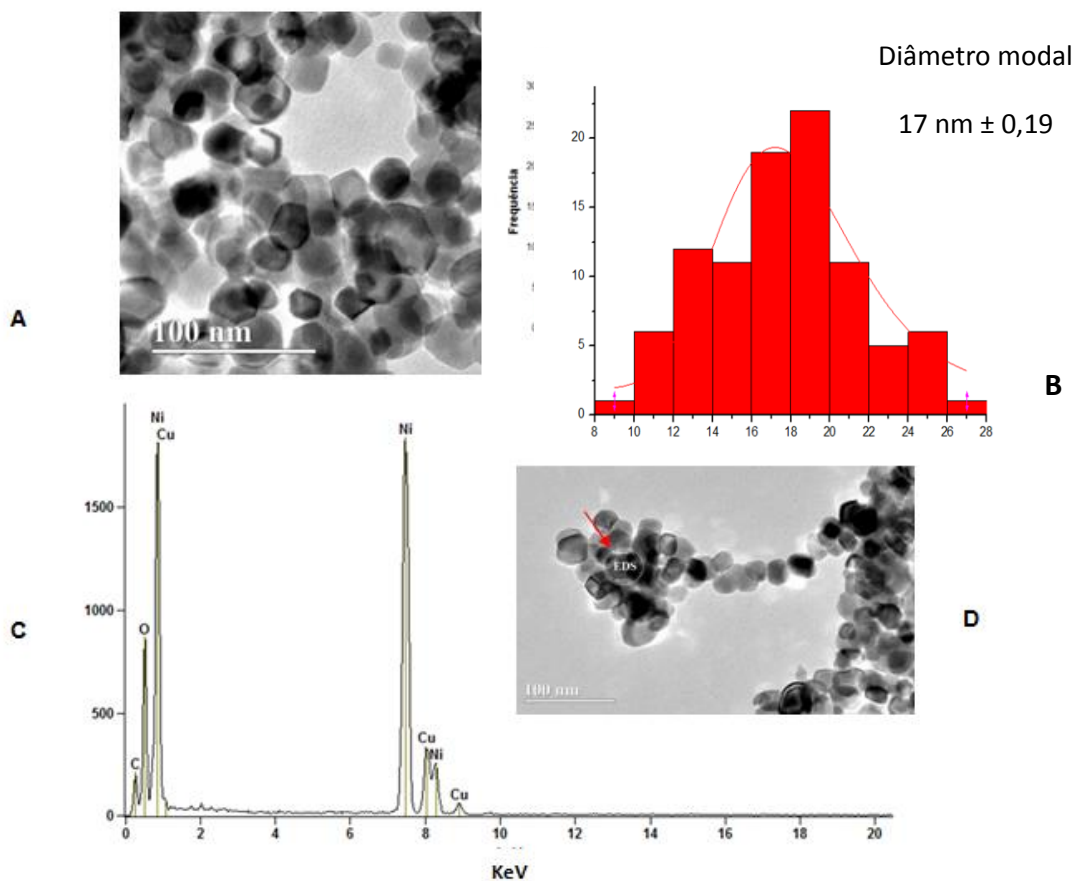 Diâmetro modal
17 nm ± 0,19
A
100 nm
Frequência
20
15
10
5
0
8 10 12 14 16 18 20 22 24 26 28
B
Ni
Cu
Ni
1500
1000
O
500
C
Cu
Ni
Cu
0
0 2 4 6 8 10 12 14 16 18 20
KeV
C
EDS
100 nm
D